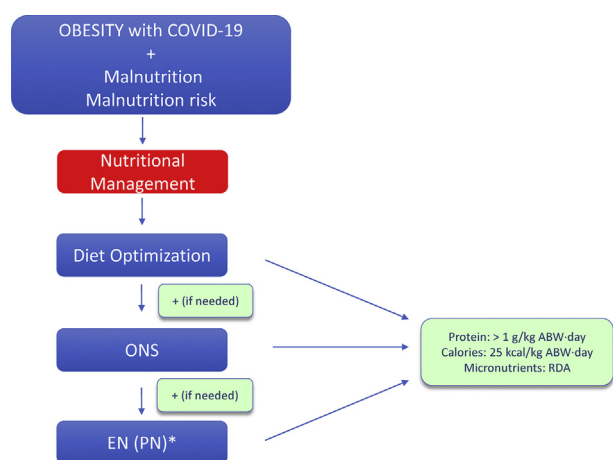 OBESITY with COVID-19
+
Malnutrition
Malnutrition risk
Nutritional
Management
Diet Optimization
+ (if needed)
ONS
+ (if needed)
EN (PN)*
Protein: > 1 g/kg ABW-day
Calories: 25 kcal/kg ABW-day
Micronutrients: RDA